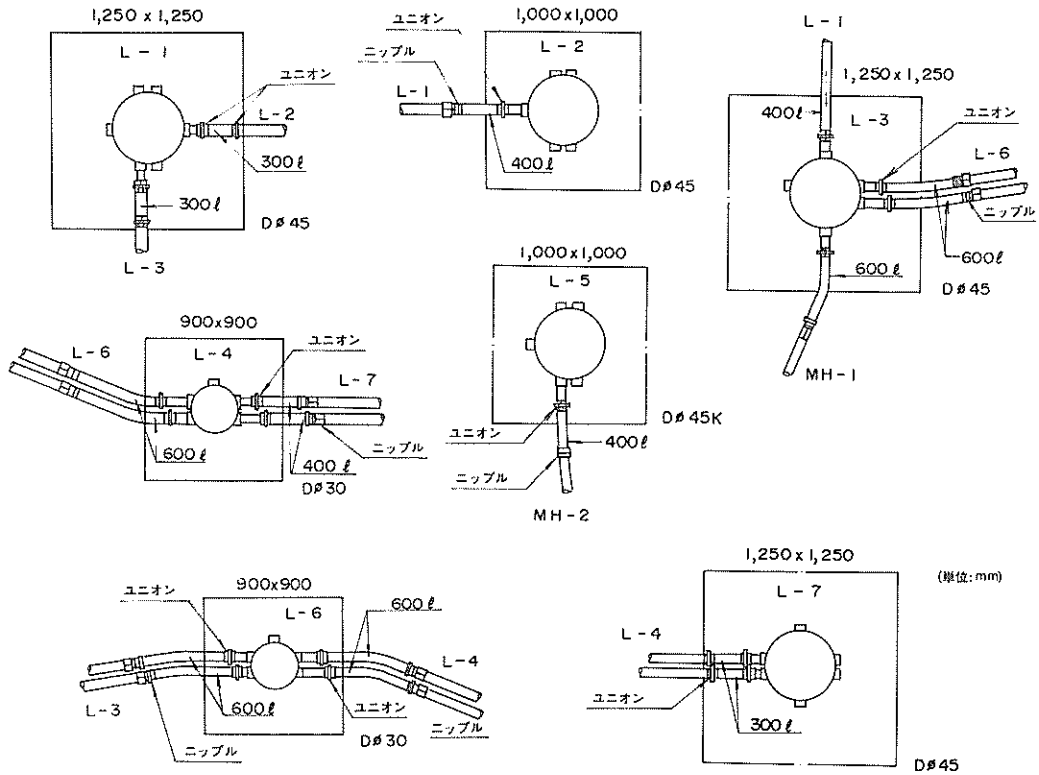 1,250 x 1,250
L - 1
ユニオン
L - 2
300ℓ
300ℓ
Dø45
L - 3
1,000x1,000
ユニオン
L - 2
ニップル
L - 1
400ℓ
Dø45
L - 1
1,250 x 1,250
400ℓ
L - 3
ユニオン
L - 6
ニップル
600ℓ
600ℓ
Dø45
MH-1
900x900
L - 6
L - 4
ユニオン
L - 7
600ℓ
400ℓ
ニップル
Dø30
1,000x1,000
L - 5
Dø45K
ユニオン
400ℓ
ニップル
MH-2
900x900
ユニオン
L - 6
600ℓ
L - 4
L - 3
600ℓ
ユニオン
ニップル
ニップル
Dø30
1,250 x 1,250
(単位:mm)
L - 7
L - 4
ユニオン
300ℓ
Dø45